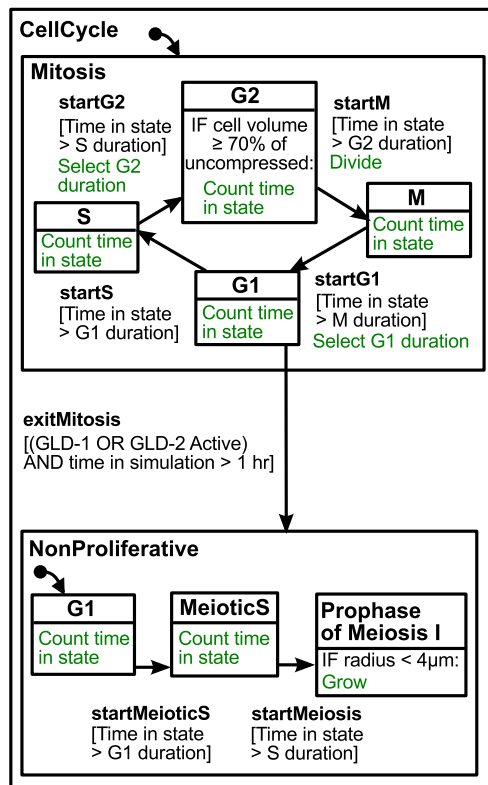 CellCycle
Mitosis
startG2
[Time in state
> S duration]
Select G2
duration
G2
IF cell volume
≥ 70% of
uncompressed:
Count time
in state
startM
[Time in state
> G2 duration]
Divide
S
Count time
in state
M
Count time
in state
startS
[Time in state
> G1 duration]
G1
Count time
in state
startG1
[Time in state
> M duration]
Select G1 duration
exitMitosis
[(GLD-1 OR GLD-2 Active)
AND time in simulation > 1 hr]
NonProliferative
G1
Count time
in state
MeioticS
Count time
in state
Prophase
of Meiosis I
IF radius < 4µm:
Grow
startMeioticS
[Time in state
> G1 duration]
startMeiosis
[Time in state
> S duration]